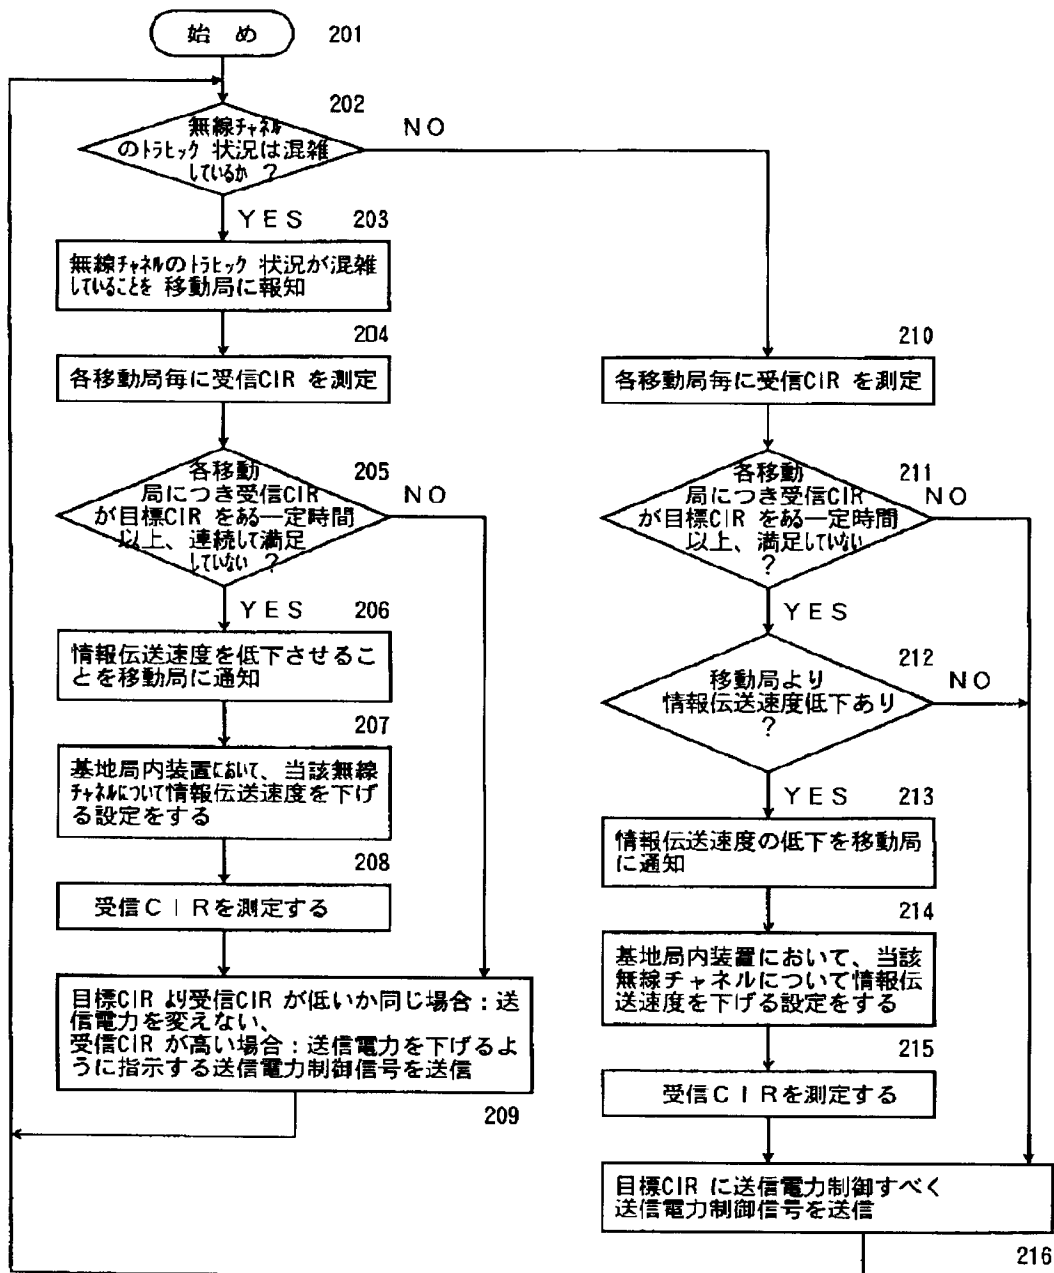 始 め
201
202
無線チャネル
のトラヒック 状況は混雑
しているか ?
NO
YES
203
無線チャネルのトラヒック 状況が混雑
していることを 移動局に報知
204
各移動局毎に受信CIR を測定
205
各移動
局につき受信CIR
が目標CIR をある一定時間
以上、連続して満足
していない ?
NO
YES
206
情報伝送速度を低下させるこ
とを移動局に通知
207
基地局内装置において、当該無線
チャネルについて情報伝送速度を下げ
る設定をする
208
受信CIRを測定する
目標CIR より受信CIR が低いか同じ場合：送
信電力を変えない、
受信CIR が高い場合：送信電力を下げるよ
うに指示する送信電力制御信号を送信
209
210
各移動局毎に受信CIR を測定
211
各移動
局につき受信CIR
が目標CIR をある一定時間
以上、満足していない
?
NO
YES
212
移動局より
情報伝送速度低下あり
?
NO
YES
213
情報伝送速度の低下を移動局
に通知
214
基地局内装置において、当該
無線チャネルについて情報伝
送速度を下げる設定をする
215
受信CIRを測定する
目標CIR に送信電力制御すべく
送信電力制御信号を送信
216